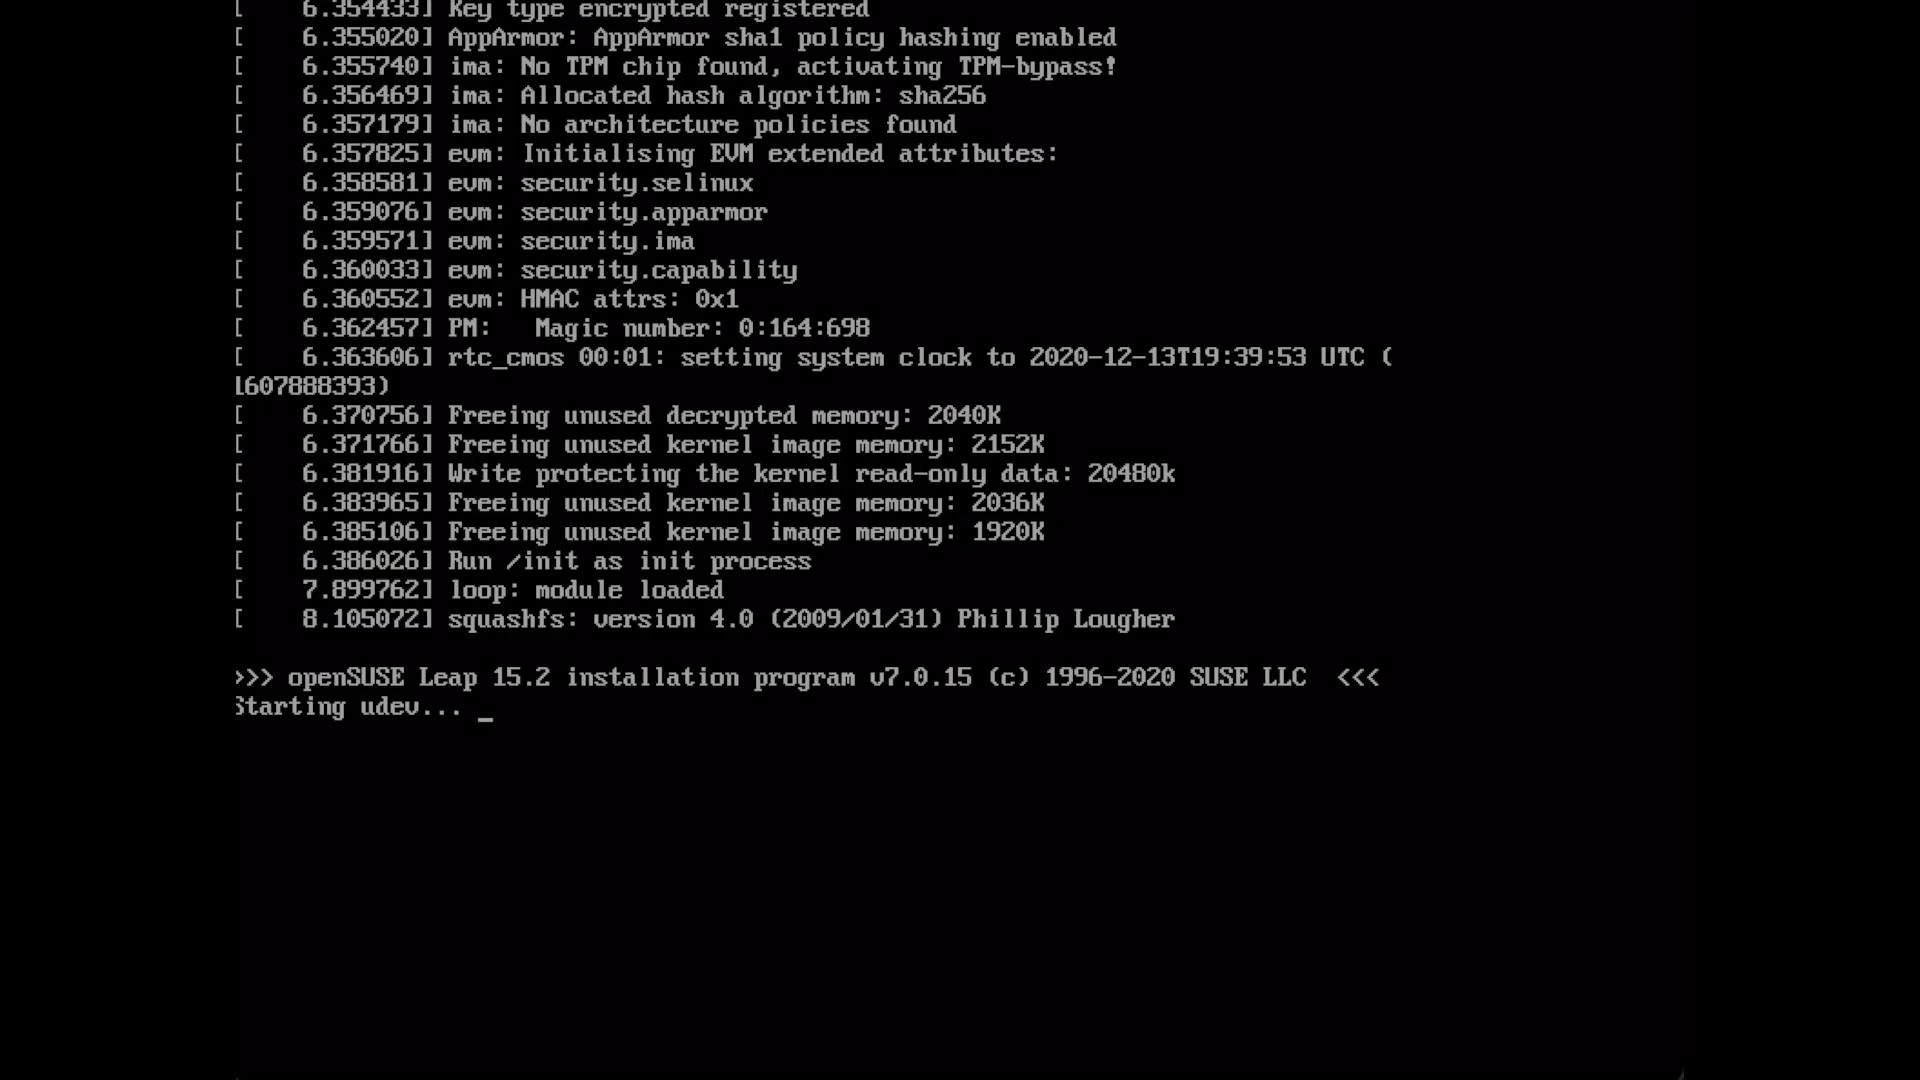 [    6.354433] Key type encrypted registered
[    6.355020] AppArmor: AppArmor sha1 policy hashing enabled
[    6.355740] ima: No TPM chip found, activating TPM-bypass!
[    6.356469] ima: Allocated hash algorithm: sha256
[    6.357179] ima: No architecture policies found
[    6.357825] evm: Initialising EVM extended attributes:
[    6.358581] evm: security.selinux
[    6.359076] evm: security.apparmor
[    6.359571] evm: security.ima
[    6.360033] evm: security.capability
[    6.360552] evm: HMAC attrs: 0x1
[    6.362457] PM:   Magic number: 0:164:698
[    6.363606] rtc_cmos 00:01: setting system clock to 2020-12-13T19:39:53 UTC (
1607888393)
[    6.370756] Freeing unused decrypted memory: 2040K
[    6.371766] Freeing unused kernel image memory: 2152K
[    6.381916] Write protecting the kernel read-only data: 20480k
[    6.383965] Freeing unused kernel image memory: 2036K
[    6.385106] Freeing unused kernel image memory: 1920K
[    6.386026] Run /init as init process
[    7.899762] loop: module loaded
[    8.105072] squashfs: version 4.0 (2009/01/31) Phillip Lougher
>>> openSUSE Leap 15.2 installation program v7.0.15 (c) 1996-2020 SUSE LLC  <<<
Starting udev... _